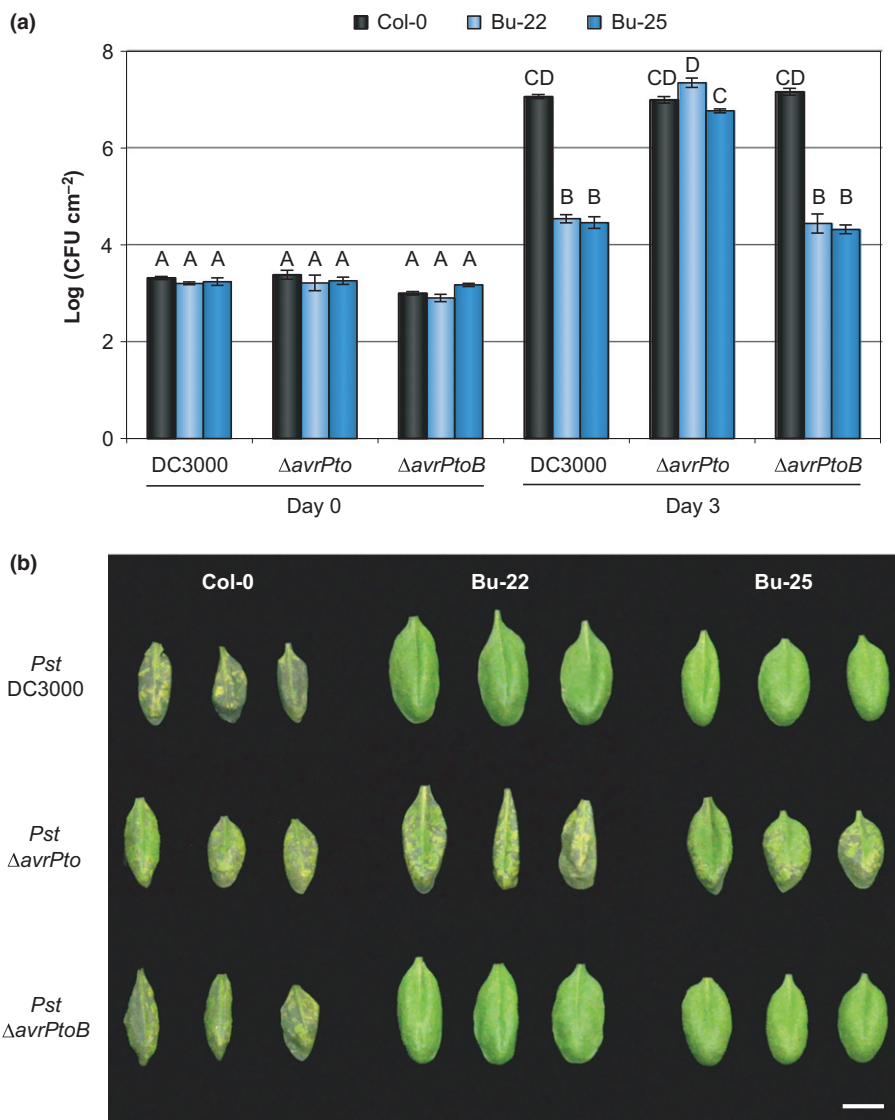 (a)
Col-0 Bu-22 Bu-25
Log (CFU cm⁻²)
8
6
4
2
0
A A A A A A A A A CD B B CD D C CD B B
DC3000 ΔavrPto ΔavrPtoB DC3000 ΔavrPto ΔavrPtoB
Day 0 Day 3
(b)
Col-0 Bu-22 Bu-25
Pst
DC3000
Pst
ΔavrPto
Pst
ΔavrPtoB